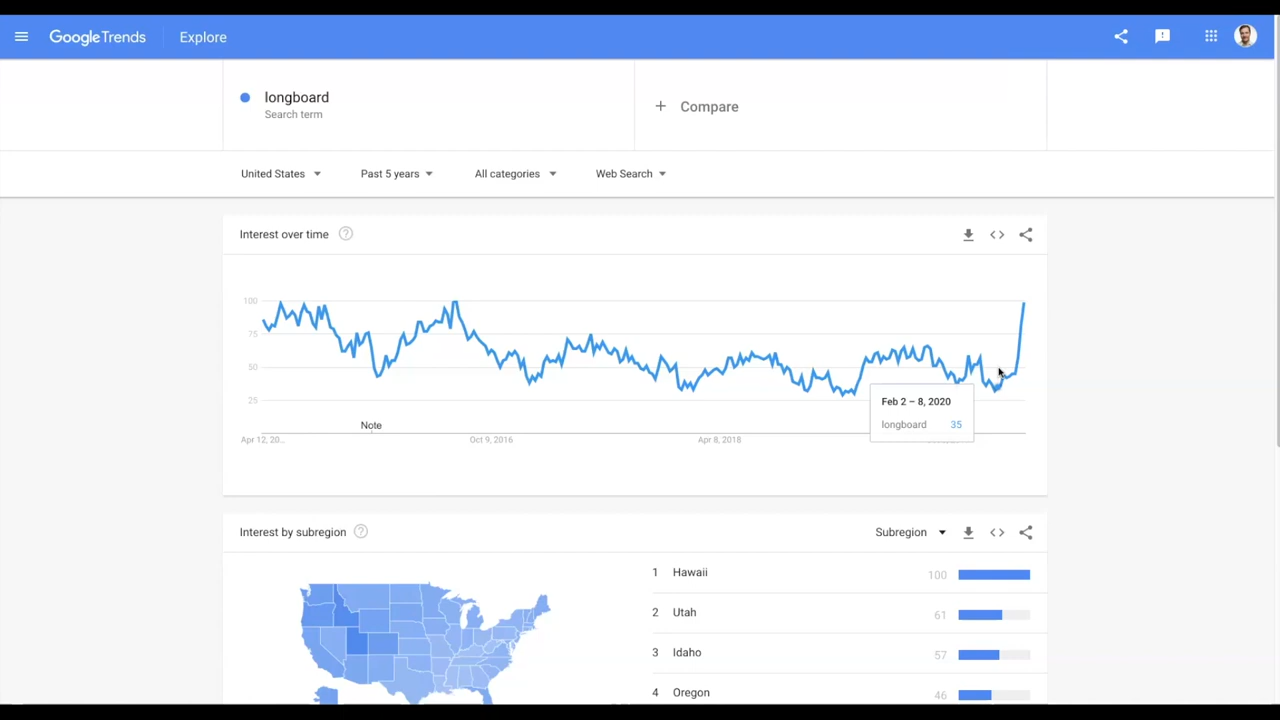 Google Trends Explore
longboard
Search term
+ Compare
United States Past 5 years All categories Web Search
Interest over time ?
100
75
50
25
Feb 2 – 8, 2020
longboard 35
Note
Apr 12, 20... Oct 9, 2016 Apr 8, 2018
Interest by subregion ? Subregion
1 Hawaii 100
2 Utah 61
3 Idaho 57
4 Oregon 46